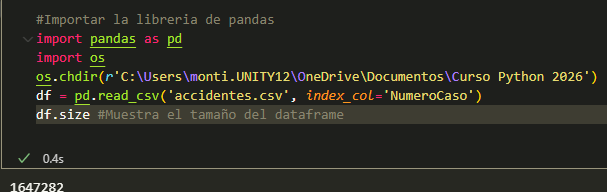 #Importar la libreria de pandas
import pandas as pd
import os
os.chdir(r'C:\Users\monti.UNITY12\OneDrive\Documentos\Curso Python 2026')
df = pd.read_csv('accidentes.csv', index_col='NumeroCaso')
df.size #Muestra el tamaño del dataframe
0.4s
1647282